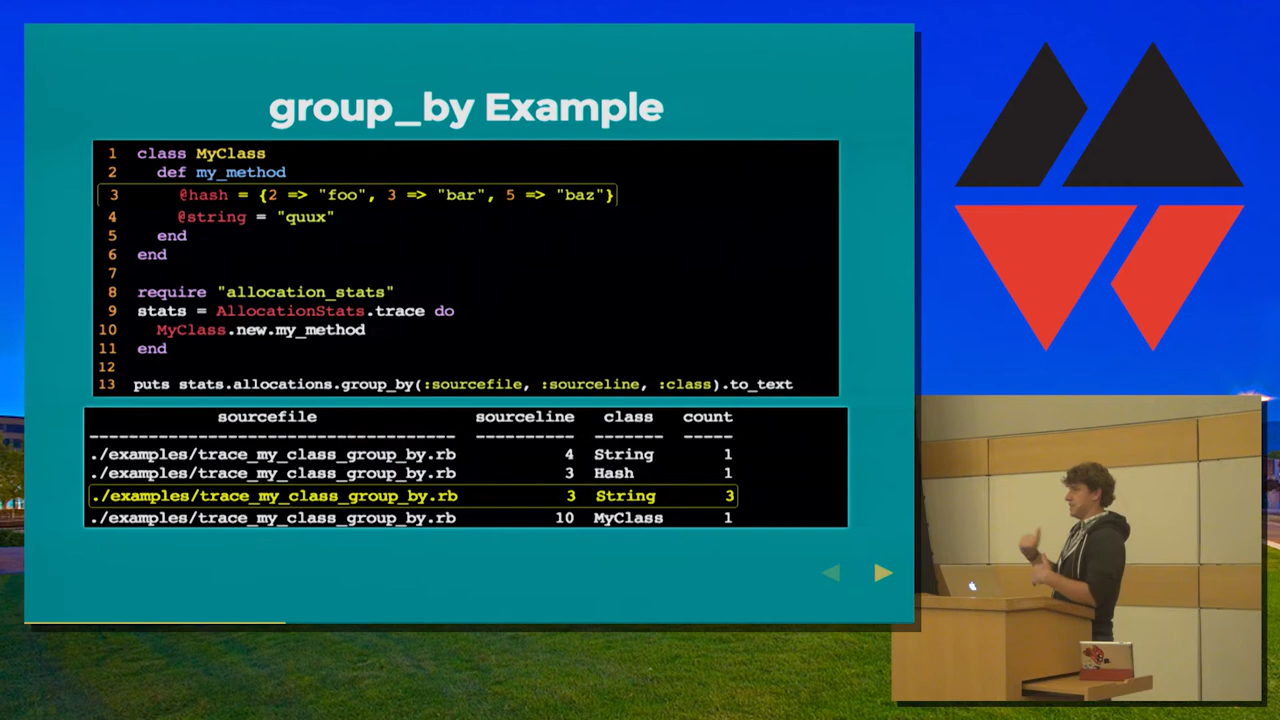 group_by Example
1 class MyClass
2 def my_method
3 @hash = {2 => "foo", 3 => "bar", 5 => "baz"}
4 @string = "quux"
5 end
6 end
7
8 require "allocation_stats"
9 stats = AllocationStats.trace do
10 MyClass.new.my_method
11 end
12
13 puts stats.allocations.group_by(:sourcefile, :sourceline, :class).to_text
sourcefile sourceline class count
------------------------------------- ---------- ------- -----
./examples/trace_my_class_group_by.rb 4 String 1
./examples/trace_my_class_group_by.rb 3 Hash 1
./examples/trace_my_class_group_by.rb 3 String 3
./examples/trace_my_class_group_by.rb 10 MyClass 1